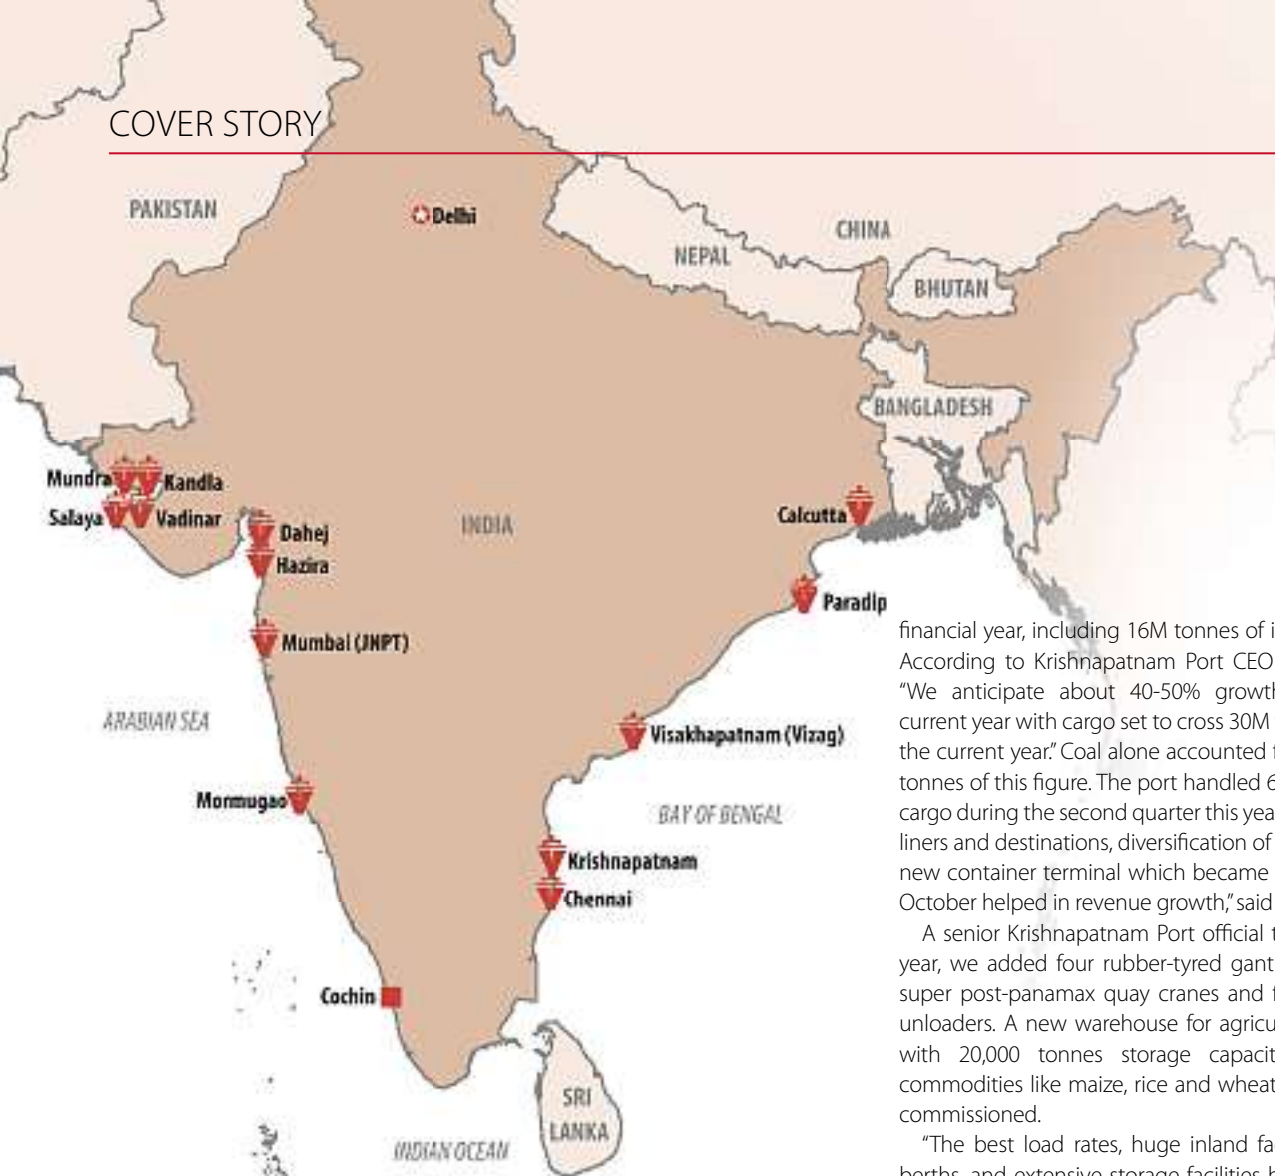 COVER STORY
PAKISTAN
Delhi
CHINA
NEPAL
BHUTAN
BANGLADESH
Mundra
Kandla
Salaya
Vadinar
Dahej
Hazira
INDIA
Calcutta
Paradip
Mumbai (JNPT)
ARABIAN SEA
Visakhapatnam (Vizag)
Mormugao
BAY OF BENGAL
Krishnapatnam
Chennai
Cochin
SRI
LANKA
INDIAN OCEAN
financial year, including 16M tonnes of
According to Krishnapatnam Port CEO
“We anticipate about 40-50% growth
current year with cargo set to cross 30M
the current year.” Coal alone accounted
tonnes of this figure. The port handled 6
cargo during the second quarter this
liners and destinations, diversification of
new container terminal which became
October helped in revenue growth,” said
A senior Krishnapatnam Port official
year, we added four rubber-tyred
super post-panamax quay cranes and
unloaders. A new warehouse for
with 20,000 tonnes storage
commodities like maize, rice and wheat
commissioned.
“The best load rates, huge inland
berths, and extensive storage facilities